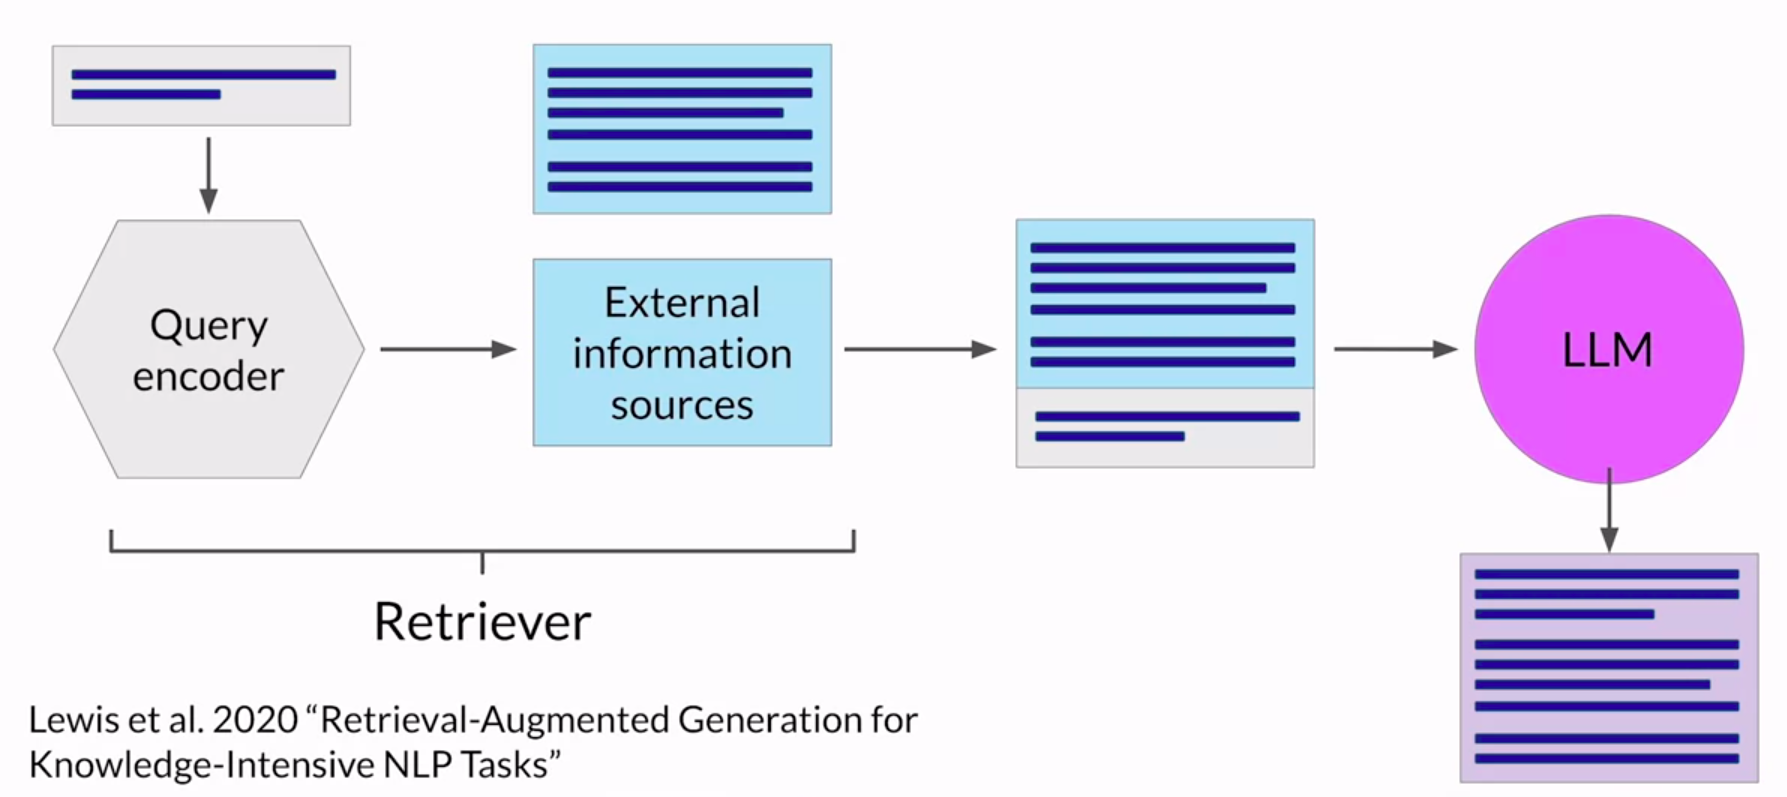 Query
encoder
External
information
sources
LLM
Retriever
Lewis et al. 2020 “Retrieval-Augmented Generation for
Knowledge-Intensive NLP Tasks”